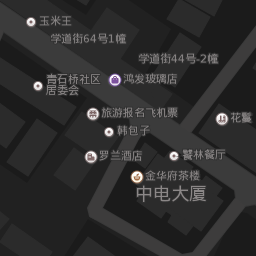 玉米王
学道街64号1幢
学道街44号-2幢
青石桥社区
居委会
鸿发玻璃店
旅游报名飞机票
花鬘
韩包子
罗兰酒店
饕林餐厅
金华府茶楼
中电大厦